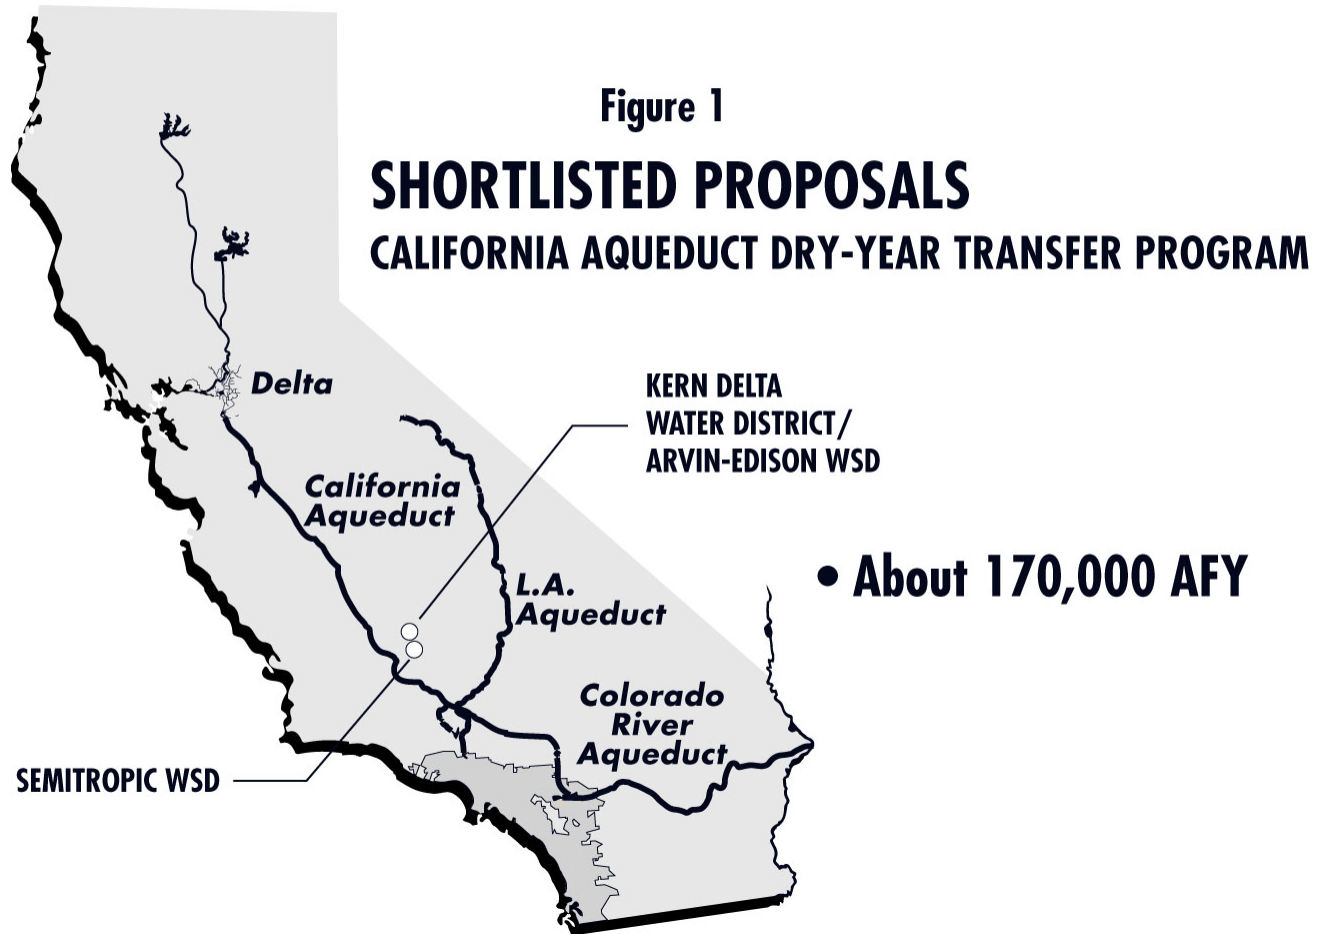 Figure 1
SHORTLISTED PROPOSALS
CALIFORNIA AQUEDUCT DRY-YEAR TRANSFER PROGRAM
Delta
KERN DELTA
WATER DISTRICT/
ARVIN-EDISON WSD
California
Aqueduct
• About 170,000 AFY
L.A.
Aqueduct
Colorado
River
Aqueduct
SEMITROPIC WSD